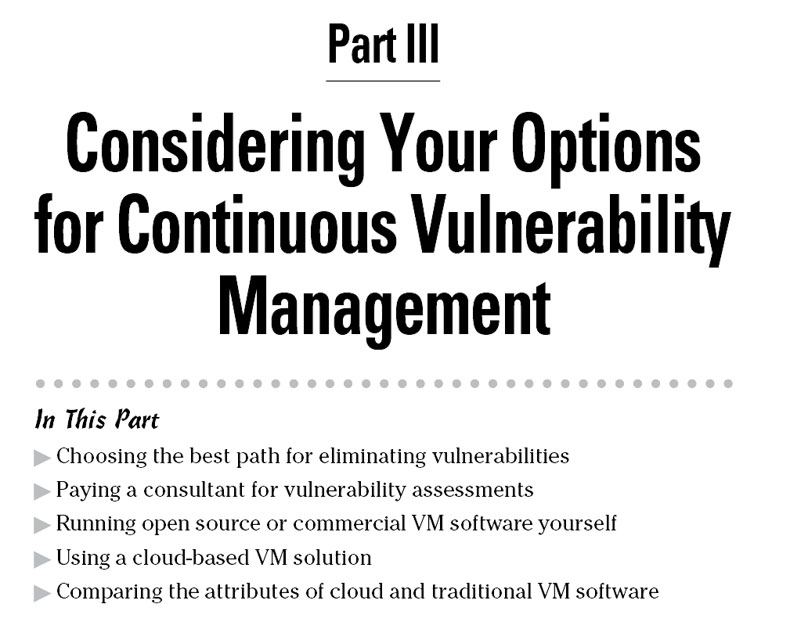 Part III
Considering Your Options
for Continuous Vulnerability
Management
In This Part
Choosing the best path for eliminating vulnerabilities
Paying a consultant for vulnerability assessments
Running open source or commercial VM software yourself
Using a cloud-based VM solution
Comparing the attributes of cloud and traditional VM software